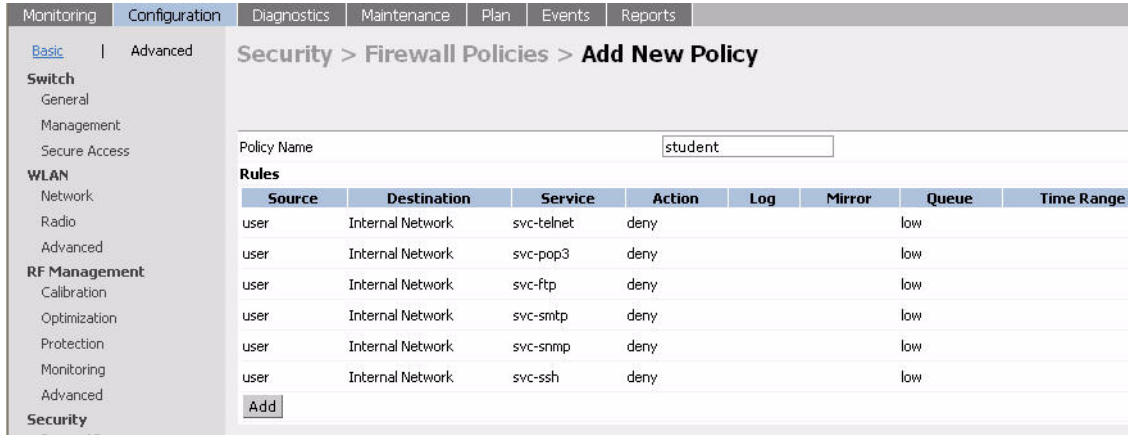 Monitoring Configuration Diagnostics Maintenance Plan Events Reports
Basic | Advanced
Security > Firewall Policies > Add New Policy
Switch
General
Management
Secure Access
WLAN
Network
Radio
Advanced
RF Management
Calibration
Optimization
Protection
Monitoring
Advanced
Security
Policy Name student
Rules
Source Destination Service Action Log Mirror Queue Time Range
user Internal Network svc-telnet deny low
user Internal Network svc-pop3 deny low
user Internal Network svc-ftp deny low
user Internal Network svc-smtp deny low
user Internal Network svc-snmp deny low
user Internal Network svc-ssh deny low
Add